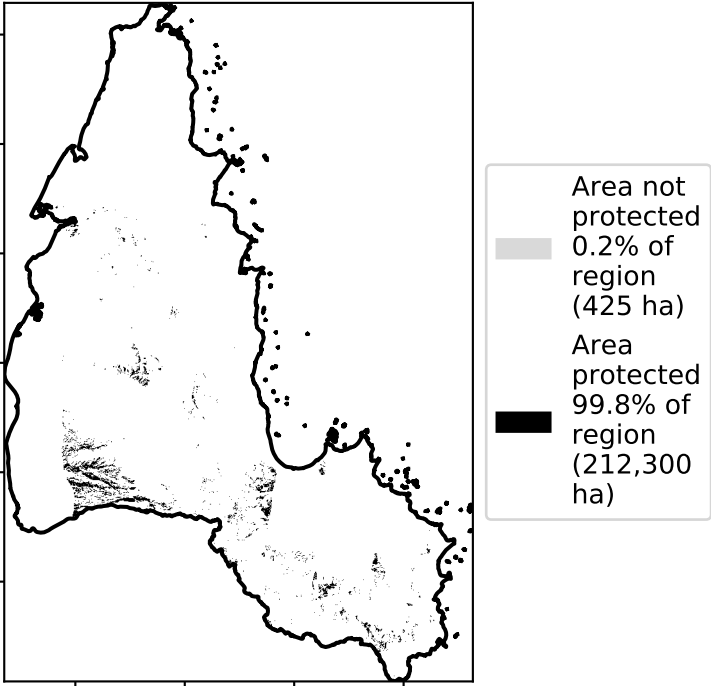 Area not
protected
0.2% of
region
(425 ha)
Area
protected
99.8% of
region
(212,300
ha)